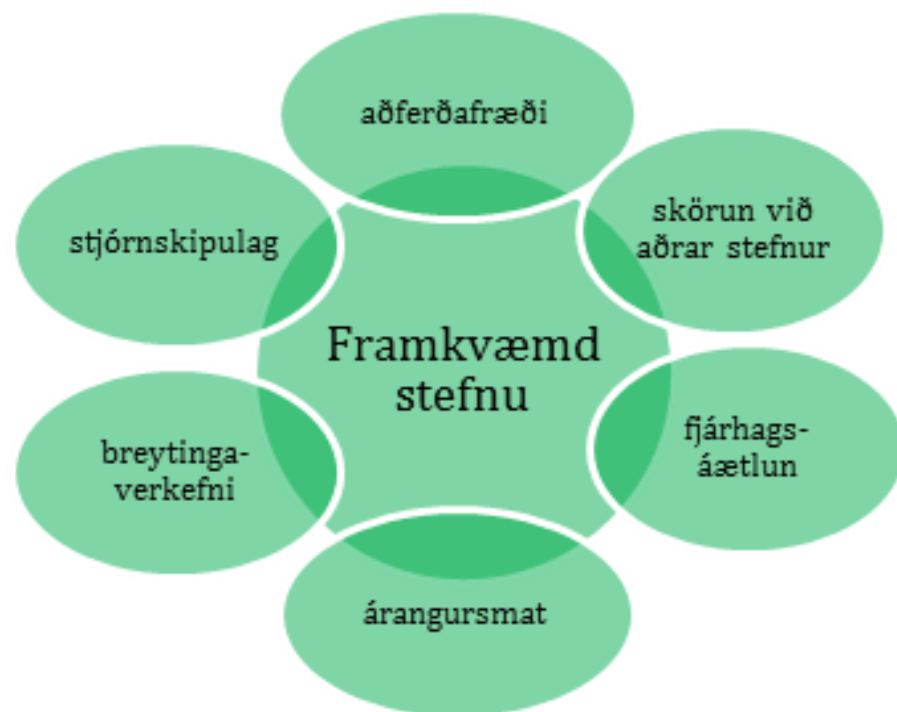 aðferðafræði
skörun við
aðrar stefnur
fjárhags-
áætlun
árangursmat
breytinga-
verkefni
stjórnskipulag
Framkvæmd
stefnu